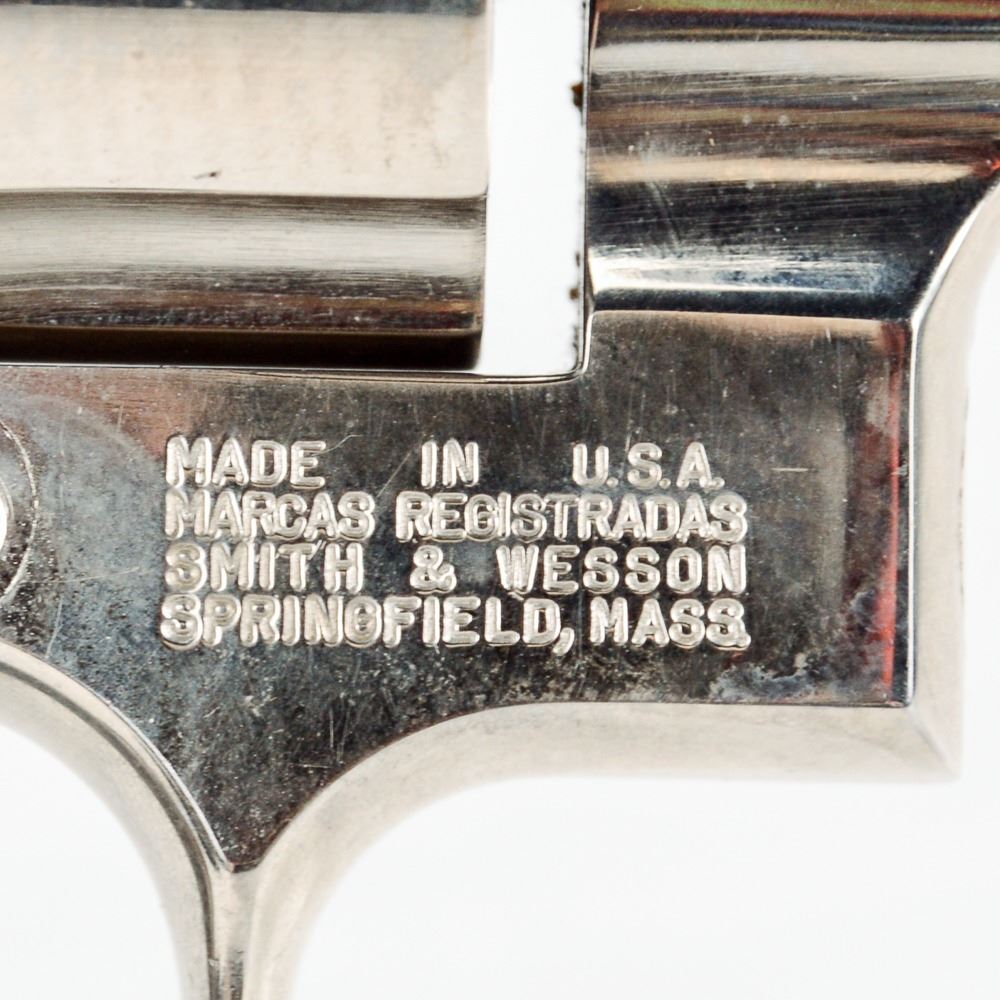 MADE IN U.S.A.
MARCAS REGISTRADAS
SMITH & WESSON
SPRINGFIELD, MASS.